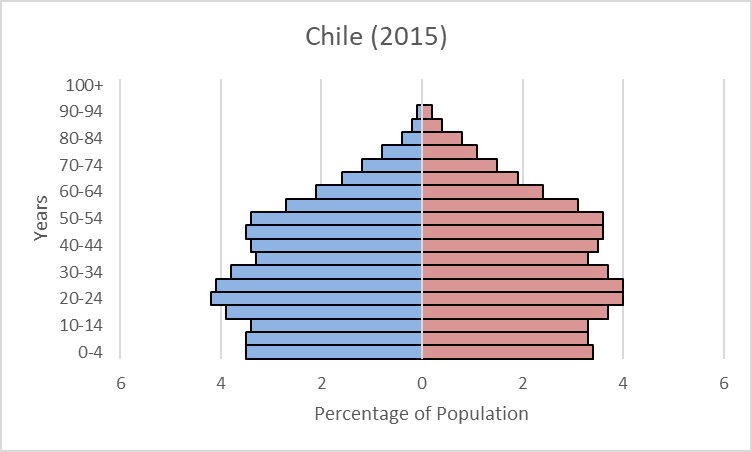 Chile (2015)
100+
90-94
80-84
70-74
60-64
50-54
40-44
30-34
20-24
10-14
0-4
Years
6 4 2 0 2 4 6
Percentage of Population